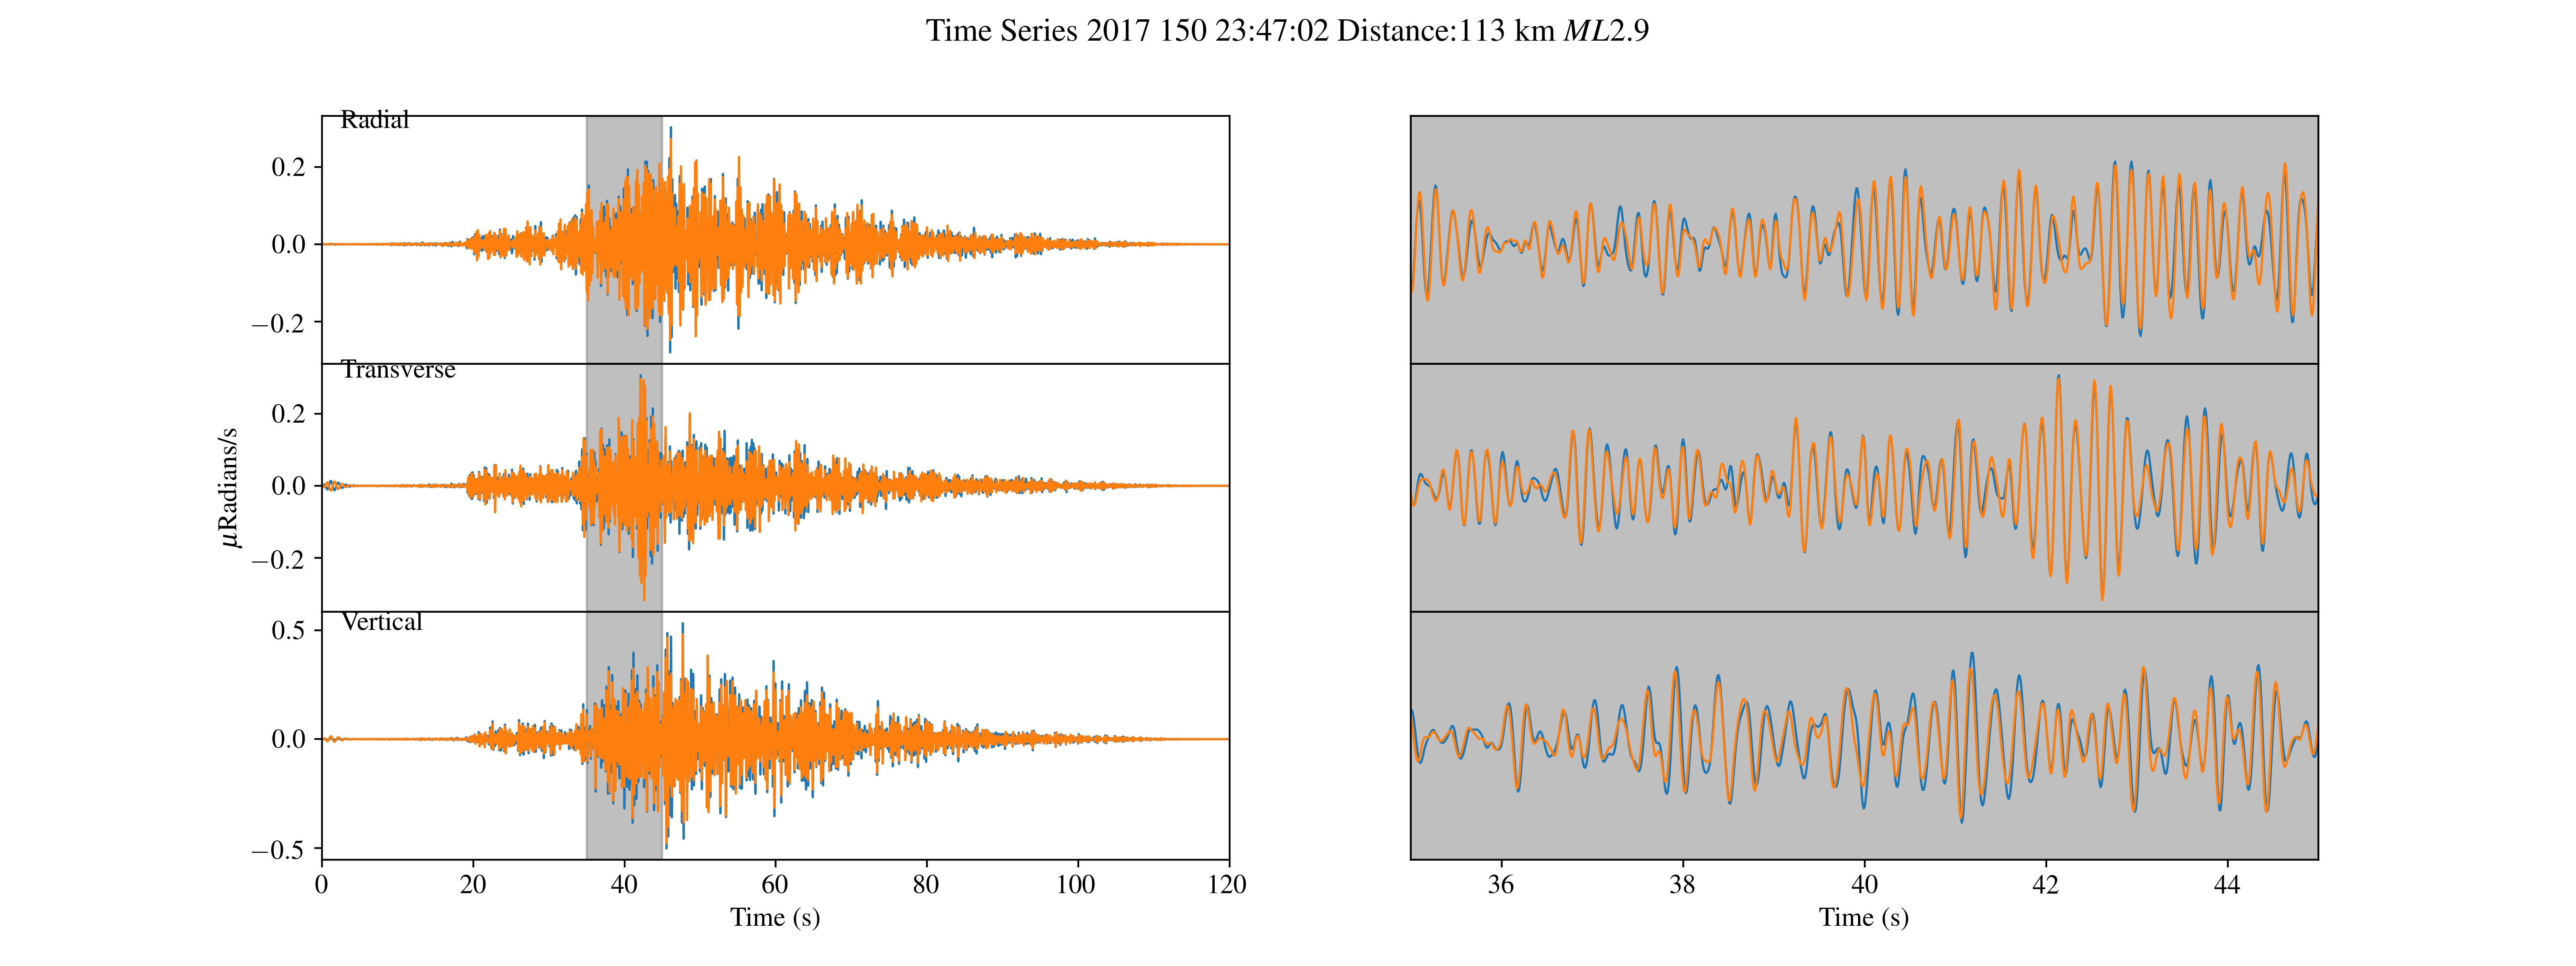 Time Series 2017 150 23:47:02 Distance:113 km ML2.9
Radial
0.2
0.0
−0.2
Transverse
0.2
0.0
−0.2
μRadians/s
Vertical
0.5
0.0
−0.5
0 20 40 60 80 100 120
Time (s)
36 38 40 42 44
Time (s)